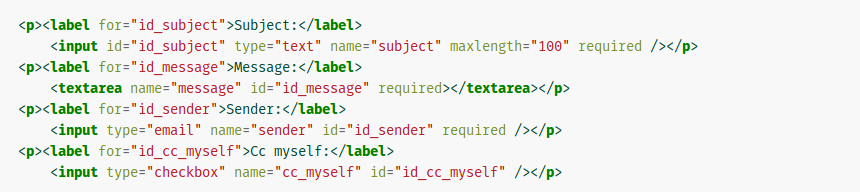 <p><label for="id_subject">Subject:</label>
    <input id="id_subject" type="text" name="subject" maxlength="100" required /></p>
<p><label for="id_message">Message:</label>
    <textarea name="message" id="id_message" required></textarea></p>
<p><label for="id_sender">Sender:</label>
    <input type="email" name="sender" id="id_sender" required /></p>
<p><label for="id_cc_myself">Cc myself:</label>
    <input type="checkbox" name="cc_myself" id="id_cc_myself" /></p>